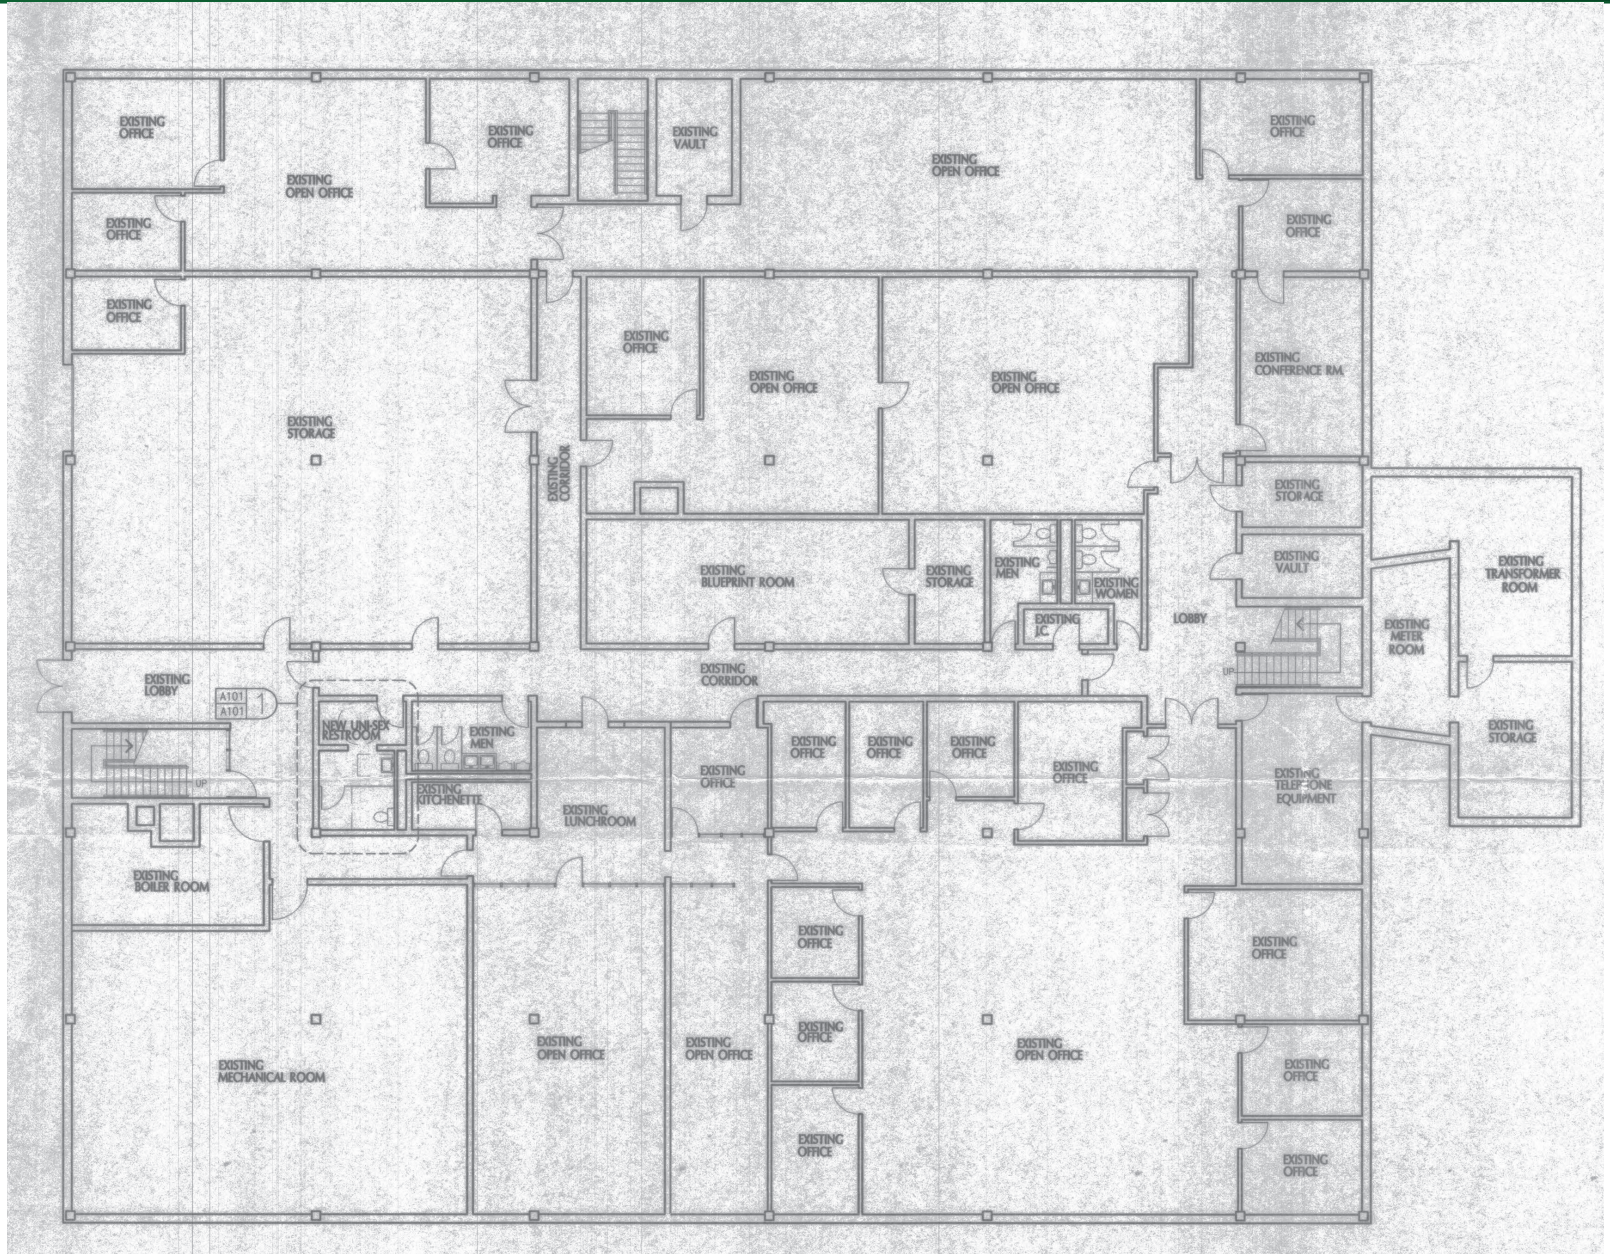 EXISTING
OFFICE
EXISTING
OPEN OFFICE
EXISTING
OFFICE
EXISTING
VAULT
EXISTING
OPEN OFFICE
EXISTING
OFFICE
EXISTING
OFFICE
EXISTING
OFFICE
EXISTING
OFFICE
EXISTING
OFFICE
EXISTING
OPEN OFFICE
EXISTING
OPEN OFFICE
EXISTING
CONFERENCE RM.
EXISTING
STORAGE
EXISTING
CORRIDOR
EXISTING
STORAGE
EXISTING
BLUEPRINT ROOM
EXISTING
STORAGE
EXISTING
MEN
EXISTING
WOMEN
EXISTING
VAULT
EXISTING
TRANSFORMER
ROOM
EXISTING
J.C.
LOBBY
EXISTING
METER
ROOM
UP
EXISTING
CORRIDOR
EXISTING
LOBBY
A101
A101
1
NEW UNI-SEX
RESTROOM
EXISTING
MEN
EXISTING
OFFICE
EXISTING
OFFICE
EXISTING
OFFICE
EXISTING
OFFICE
EXISTING
STORAGE
UP
EXISTING
KITCHENETTE
EXISTING
OFFICE
EXISTING
TELEPHONE
EQUIPMENT
EXISTING
LUNCHROOM
EXISTING
BOILER ROOM
EXISTING
OFFICE
EXISTING
OFFICE
EXISTING
MECHANICAL ROOM
EXISTING
OPEN OFFICE
EXISTING
OPEN OFFICE
EXISTING
OFFICE
EXISTING
OPEN OFFICE
EXISTING
OFFICE
EXISTING
OFFICE
EXISTING
OFFICE